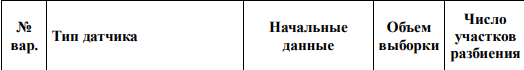 № вар.
Тип датчика
Начальные данные
Объем выборки
Число участков разбиения